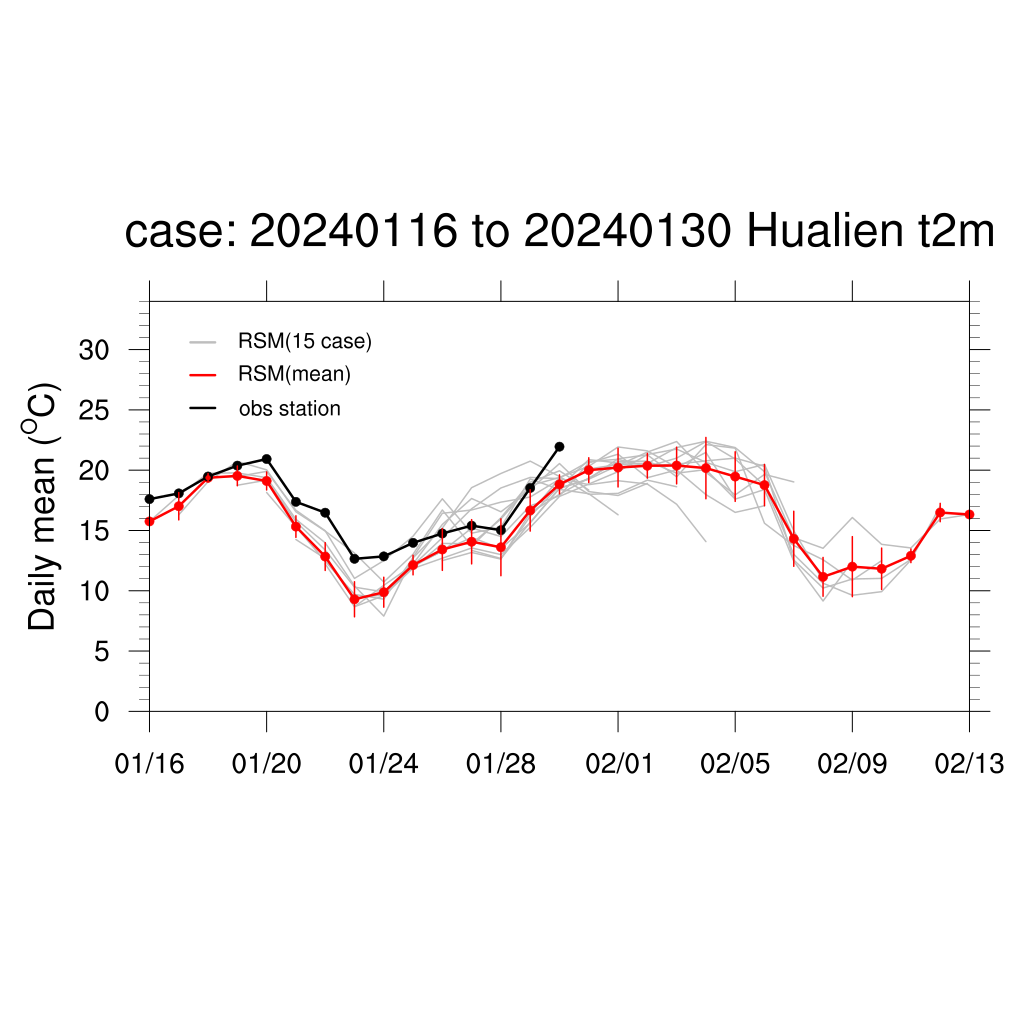 case: 20240116 to 20240130 Hualien t2m
RSM(15 case)
RSM(mean)
obs station
Daily mean (°C)
30
25
20
15
10
5
0
01/16 01/20 01/24 01/28 02/01 02/05 02/09 02/13